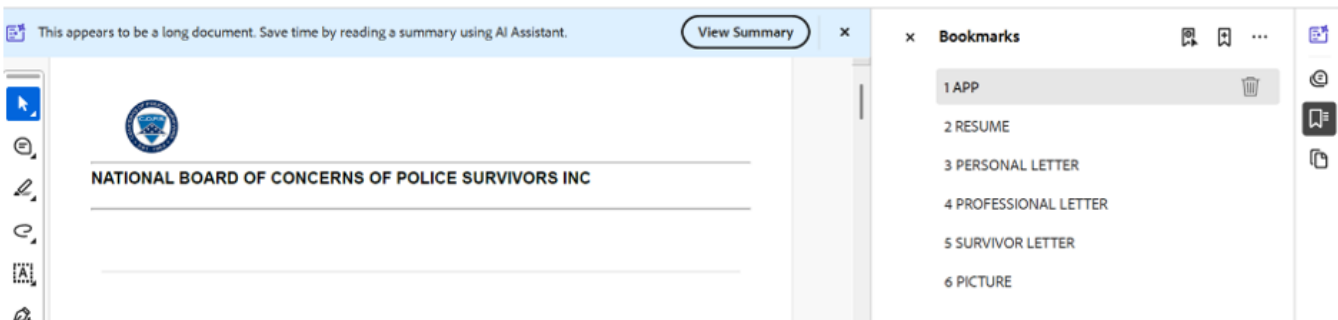 This appears to be a long document. Save time by reading a summary using AI Assistant.
View Summary
C.O.P.S.
NATIONAL BOARD OF CONCERNS OF POLICE SURVIVORS INC
Bookmarks
1 APP
2 RESUME
3 PERSONAL LETTER
4 PROFESSIONAL LETTER
5 SURVIVOR LETTER
6 PICTURE